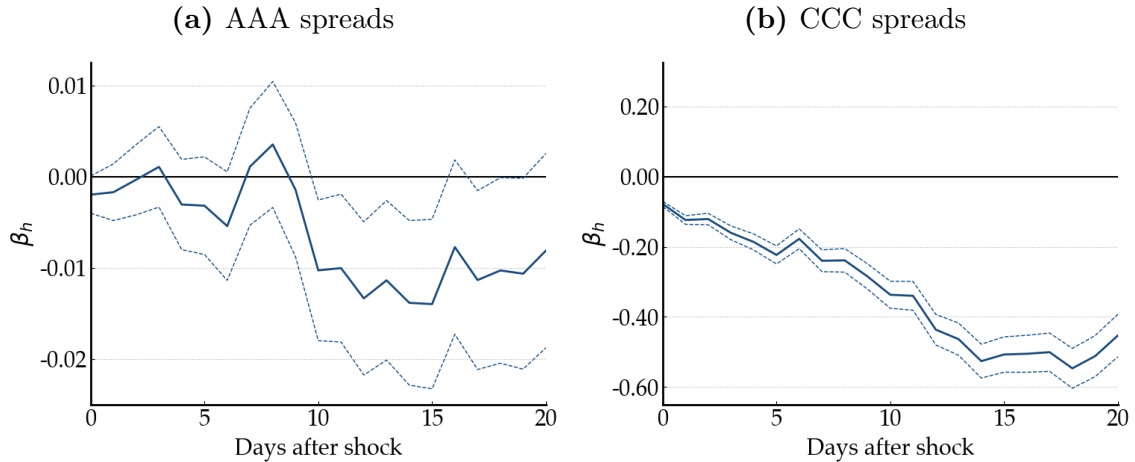 (a) AAA spreads
0.01
0.00
-0.01
-0.02
βh
0 5 10 15 20
Days after shock
(b) CCC spreads
0.20
0.00
-0.20
-0.40
-0.60
βh
0 5 10 15 20
Days after shock